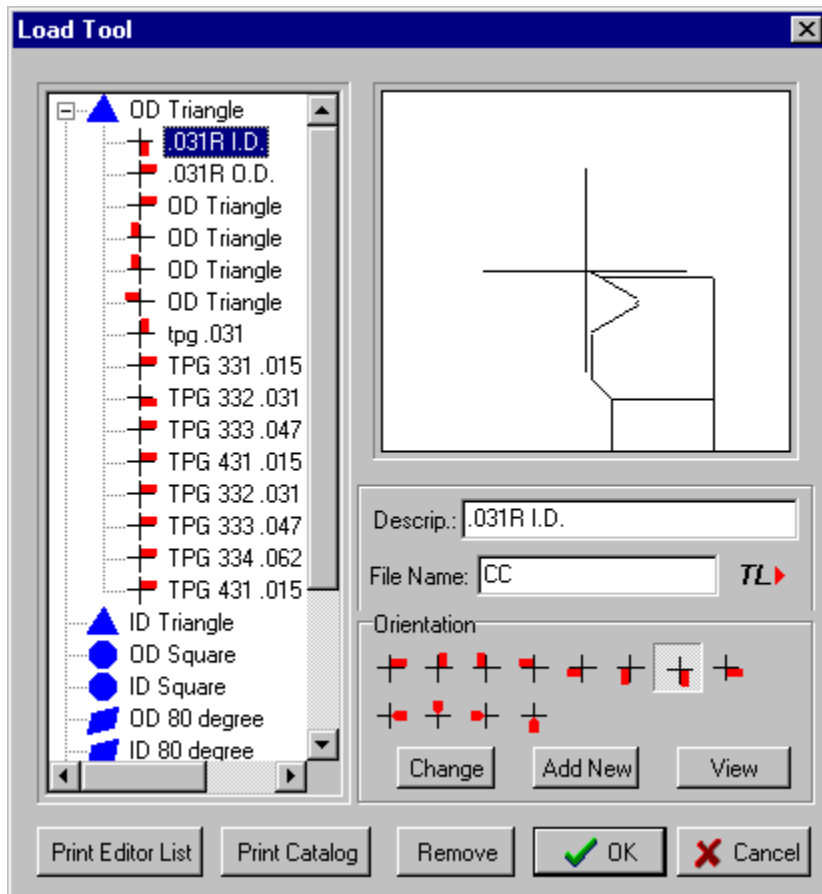 Load Tool
OD Triangle
.031R I.D.
.031R O.D.
OD Triangle
OD Triangle
OD Triangle
OD Triangle
tpg .031
TPG 331 .015
TPG 332 .031
TPG 333 .047
TPG 431 .015
TPG 332 .031
TPG 333 .047
TPG 334 .062
TPG 431 .015
ID Triangle
OD Square
ID Square
OD 80 degree
ID 80 degree
Descrip.: .031R I.D.
File Name: CC TL
Orientation
Change Add New View
Print Editor List Print Catalog Remove OK Cancel